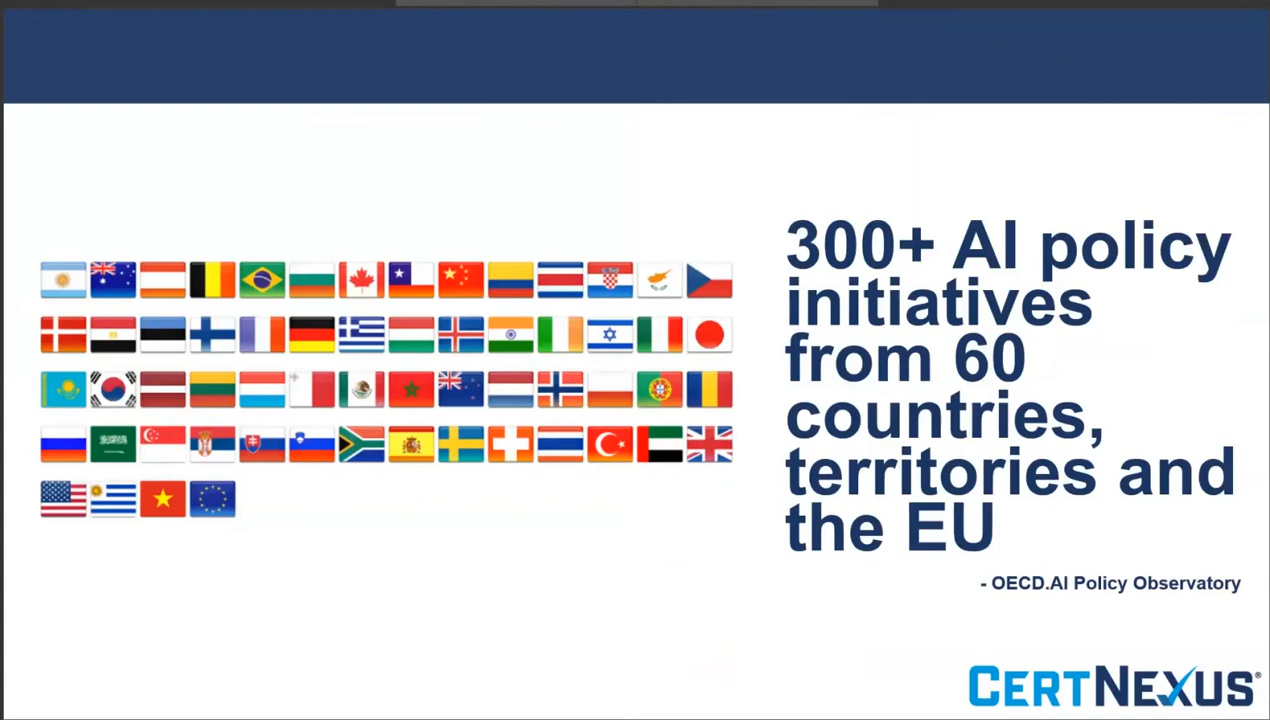 300+ AI policy
initiatives
from 60
countries,
territories and
the EU
- OECD.AI Policy Observatory
CERTNEXUS®